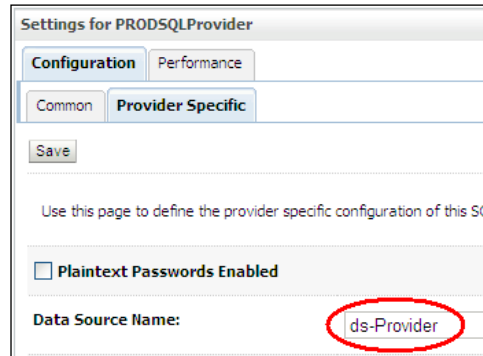 Settings for PRODSQLProvider
Configuration Performance
Common Provider Specific
Save
Use this page to define the provider specific configuration of this
Plaintext Passwords Enabled
Data Source Name: ds-Provider